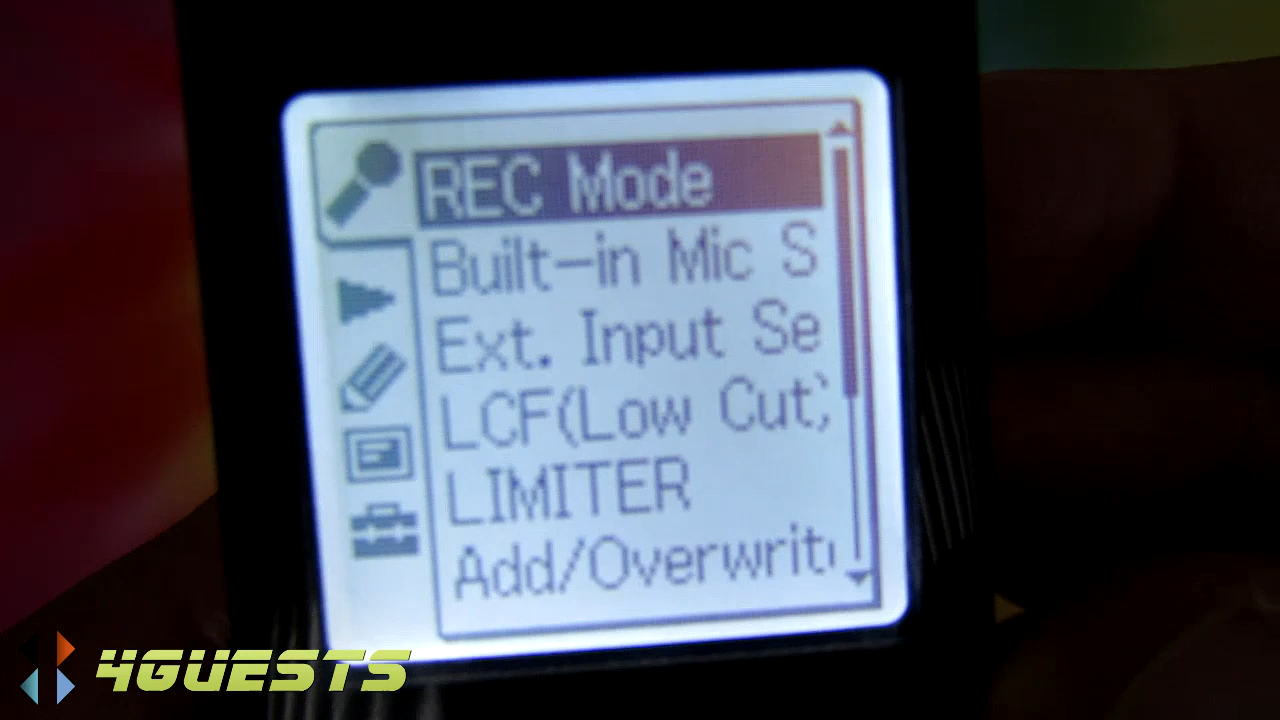 REC Mode
Built-in Mic S
Ext. Input Se
LCF(Low Cut)
LIMITER
Add/Overwrit
4GUESTS